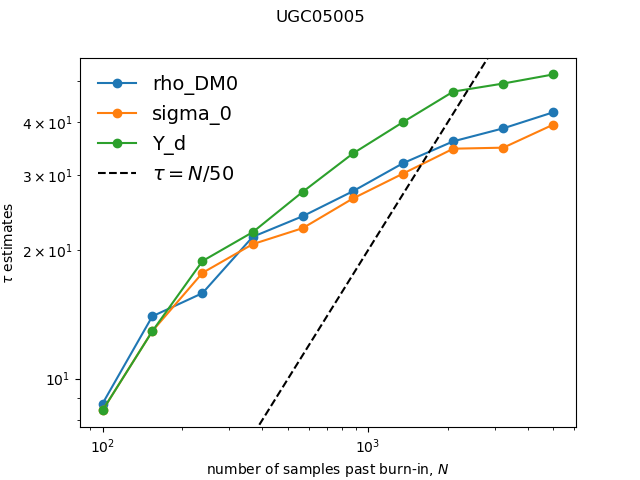 UGC05005
rho_DM0
sigma_0
Y_d
τ = N/50
4 × 10¹
3 × 10¹
2 × 10¹
10¹
τ estimates
10² 10³
number of samples past burn-in, N